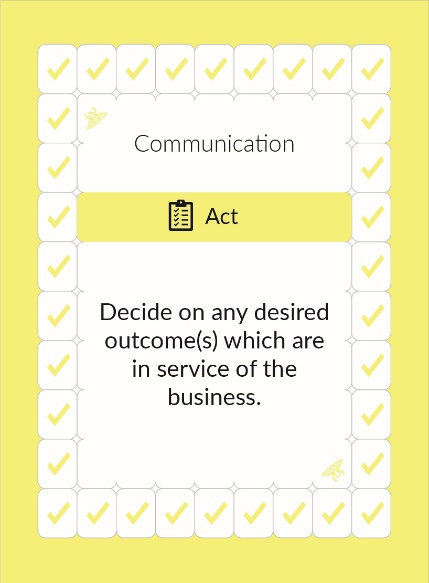 Communication
Act
Decide on any desired
outcome(s) which are
in service of the
business.